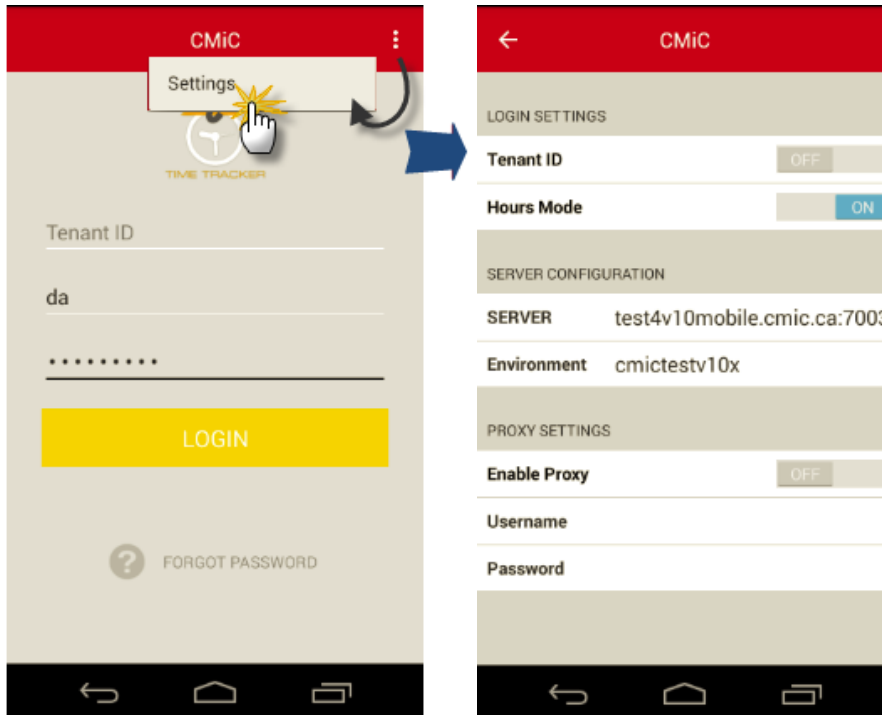 CMiC
Settings
TIME TRACKER
Tenant ID
da
•••••••••
LOGIN
? FORGOT PASSWORD
CMiC
LOGIN SETTINGS
Tenant ID OFF
Hours Mode ON
SERVER CONFIGURATION
SERVER test4v10mobile.cmic.ca:7003
Environment cmictestv10x
PROXY SETTINGS
Enable Proxy OFF
Username
Password